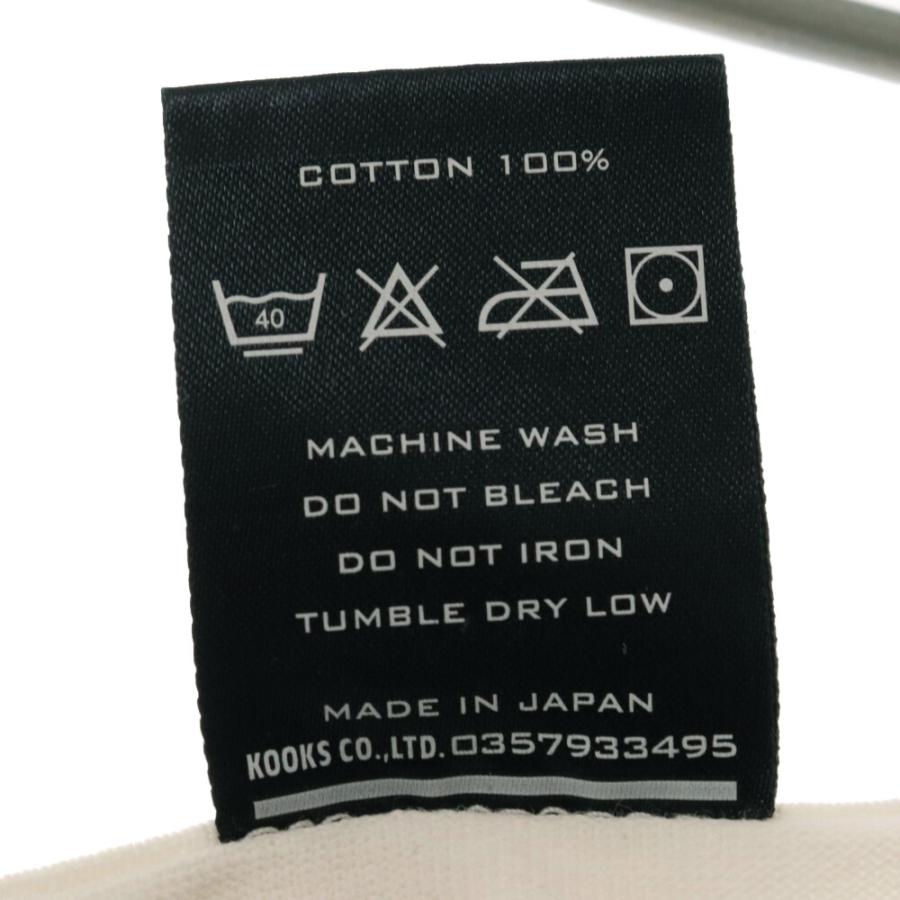 COTTON 100%
40
MACHINE WASH
DO NOT BLEACH
DO NOT IRON
TUMBLE DRY LOW
MADE IN JAPAN
KOOKS CO.,LTD. 0357933495